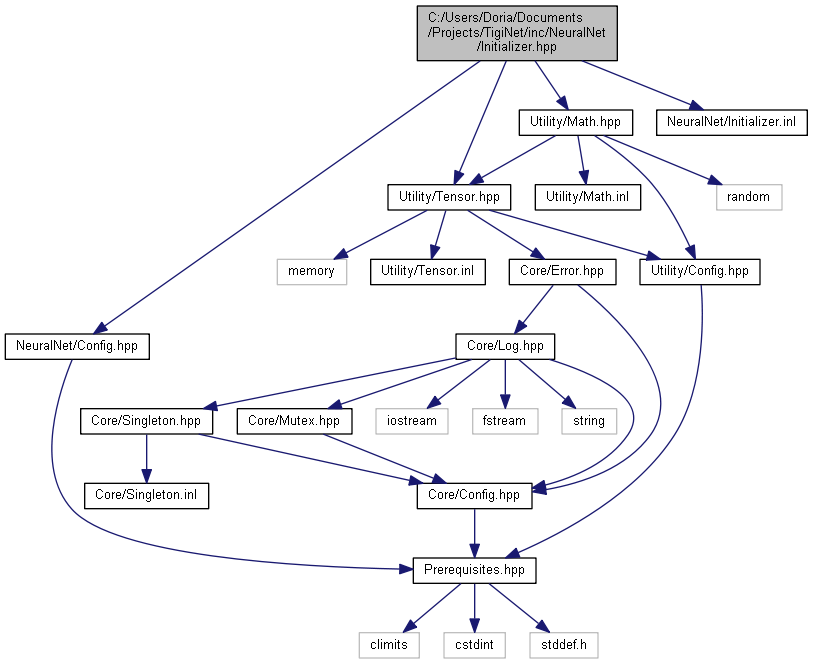 C:/Users/Doria/Documents
/Projects/TigiNet/inc/NeuralNet
/Initializer.hpp
Utility/Math.hpp
NeuralNet/Initializer.inl
Utility/Tensor.hpp
Utility/Math.inl
random
memory
Utility/Tensor.inl
Core/Error.hpp
Utility/Config.hpp
NeuralNet/Config.hpp
Core/Log.hpp
Core/Singleton.hpp
Core/Mutex.hpp
iostream
fstream
string
Core/Singleton.inl
Core/Config.hpp
Prerequisites.hpp
climits
cstdint
stddef.h